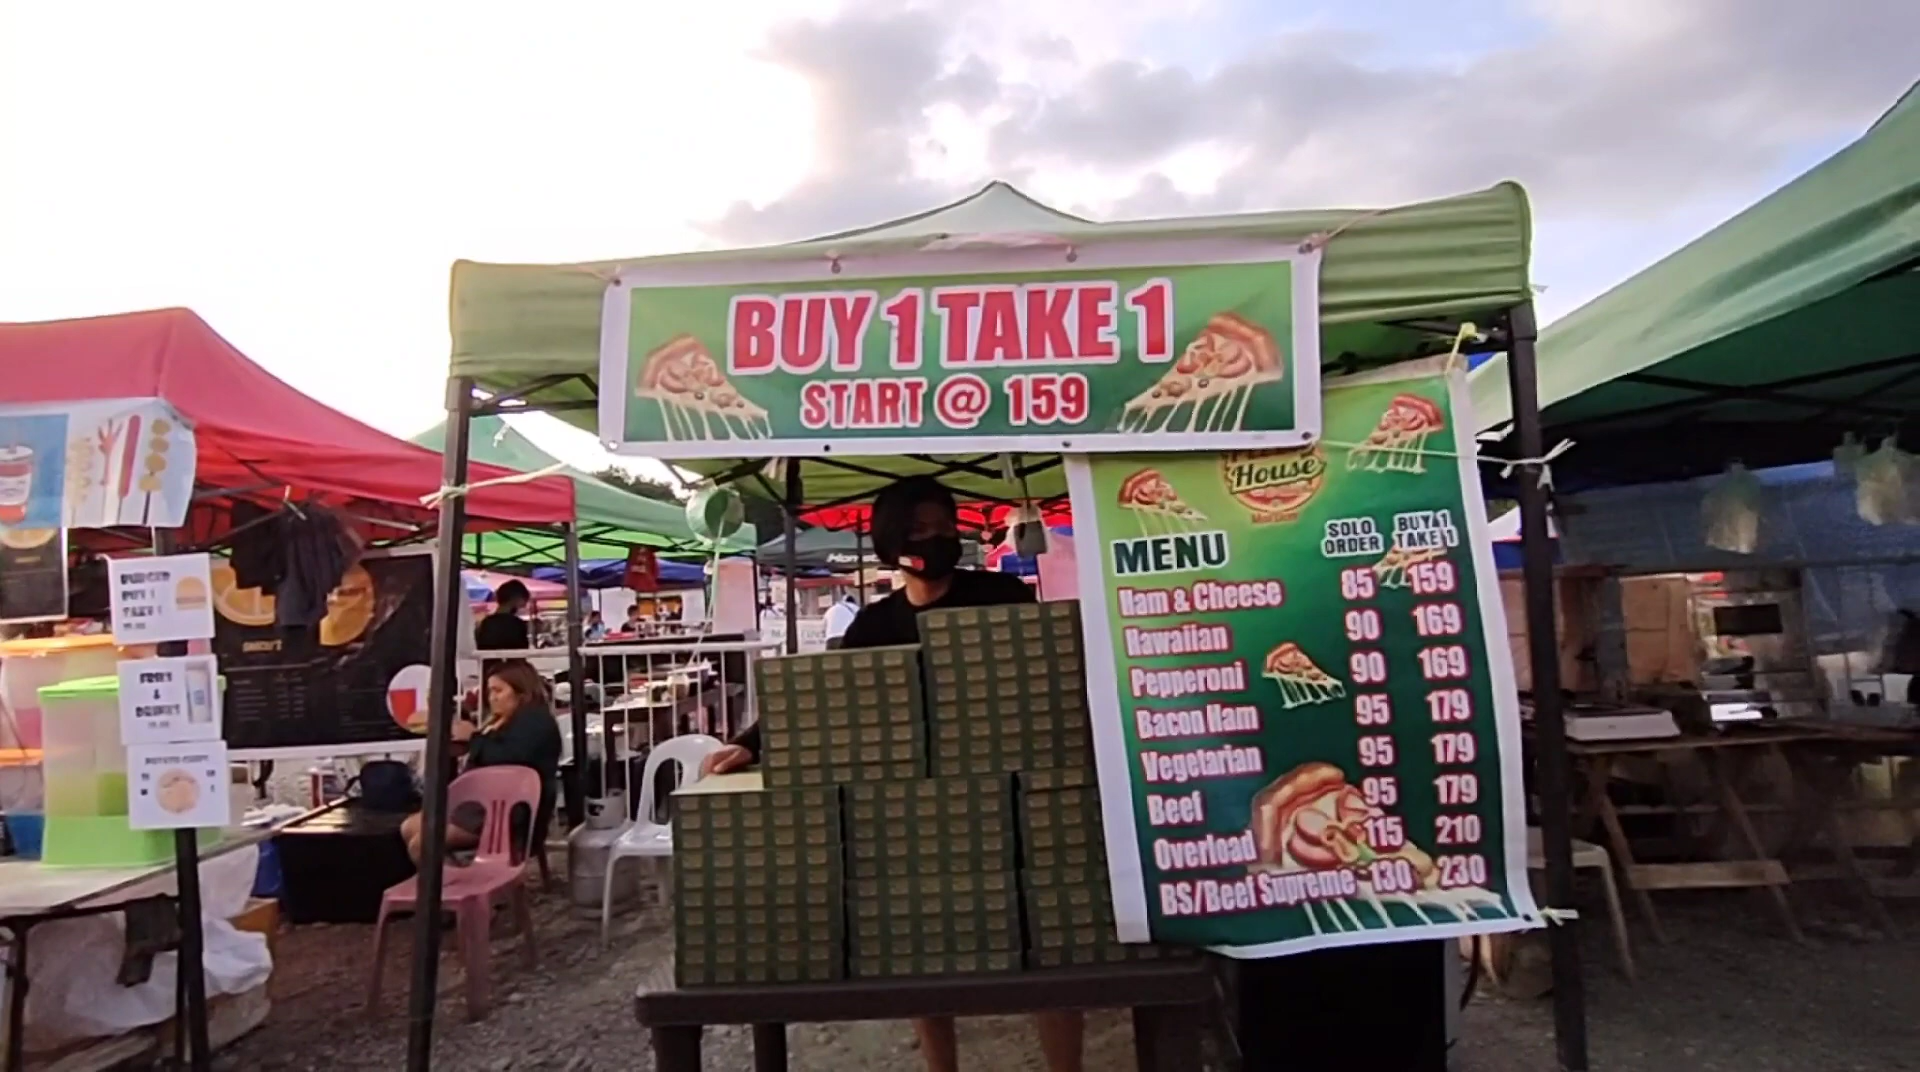 BUY 1 TAKE 1
START @ 159
House
MENU
SOLO ORDER
BUY 1 TAKE 1
Ham & Cheese 85 159
Hawaiian 90 169
Pepperoni 90 169
Bacon Ham 95 179
Vegetarian 95 179
Beef 95 179
Overload 115 210
BS/Beef Supreme 130 230
BURGER
BUY 1
TAKE 1
FRIES
&
DRINKS